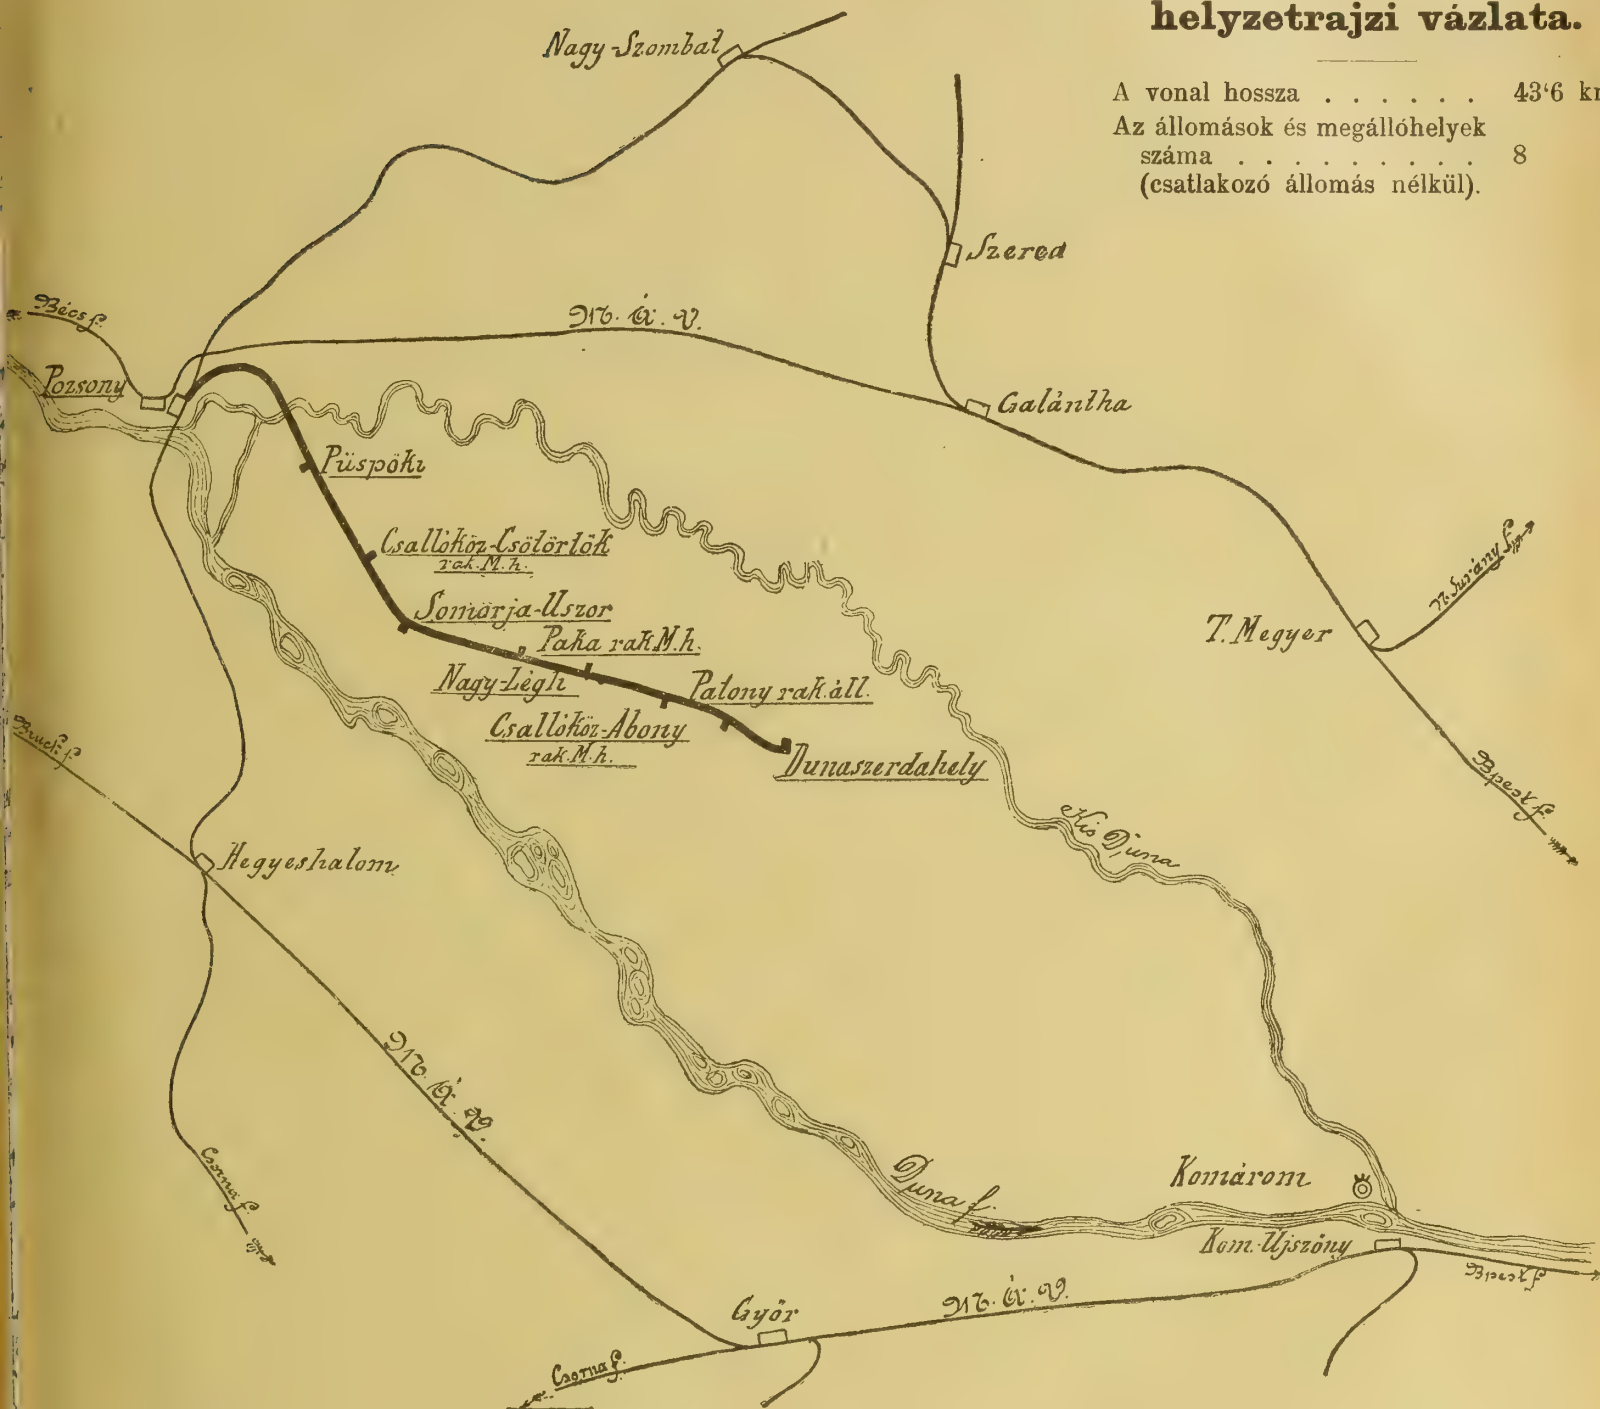 helyzetrajzi vázlata.
A vonal hossza . . . . . . 43·6
Az állomások és megállóhelyek
száma . . . . . . . . . . 8
(csatlakozó állomás nélkül).
Nagy-Szombat
Szered
Bécs f.
M. Á. V.
Pozsony
Galántha
Püspöki
Csallóköz-Csötörtök
rak. M. h.
N. Surány f.
Somorja-Uszor
T. Megyer
Paka rak M. h.
Nagy-Légh
Patony rak. áll.
Csallóköz-Abony
rak. M. h.
Bruck f.
Dunaszerdahely
Bpest f.
Kis Duna
Hegyeshalom
M. Á. V.
Csorna f.
Duna f.
Komárom
Kom. Ujszőny
Bpest f.
M. Á. V.
Győr
Csorna f.